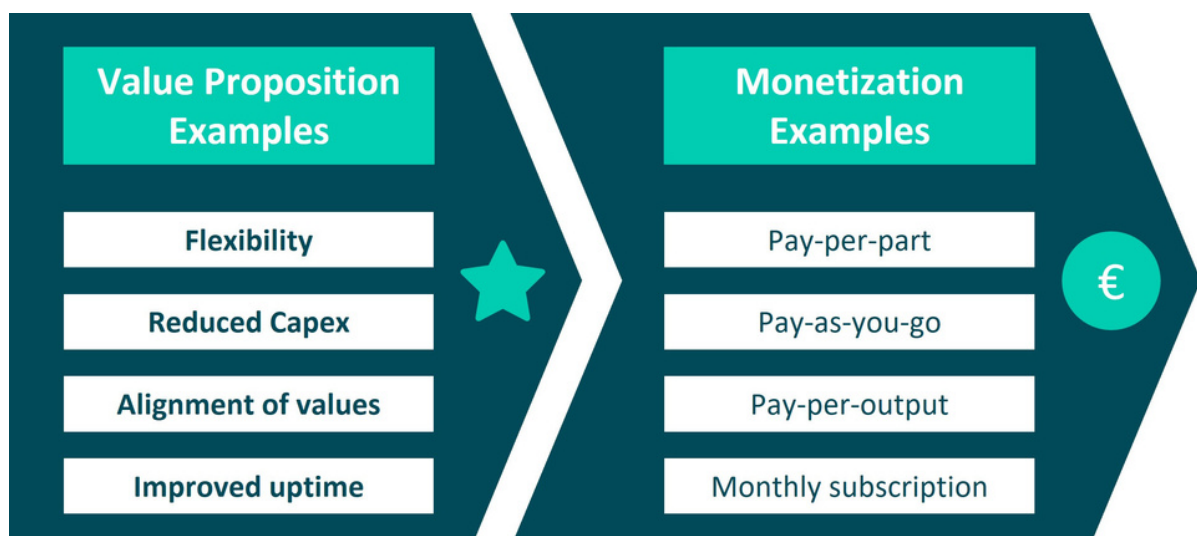 Value Proposition
Examples
Flexibility
Reduced Capex
Alignment of values
Improved uptime
Monetization
Examples
Pay-per-part
Pay-as-you-go
Pay-per-output
Monthly subscription
€